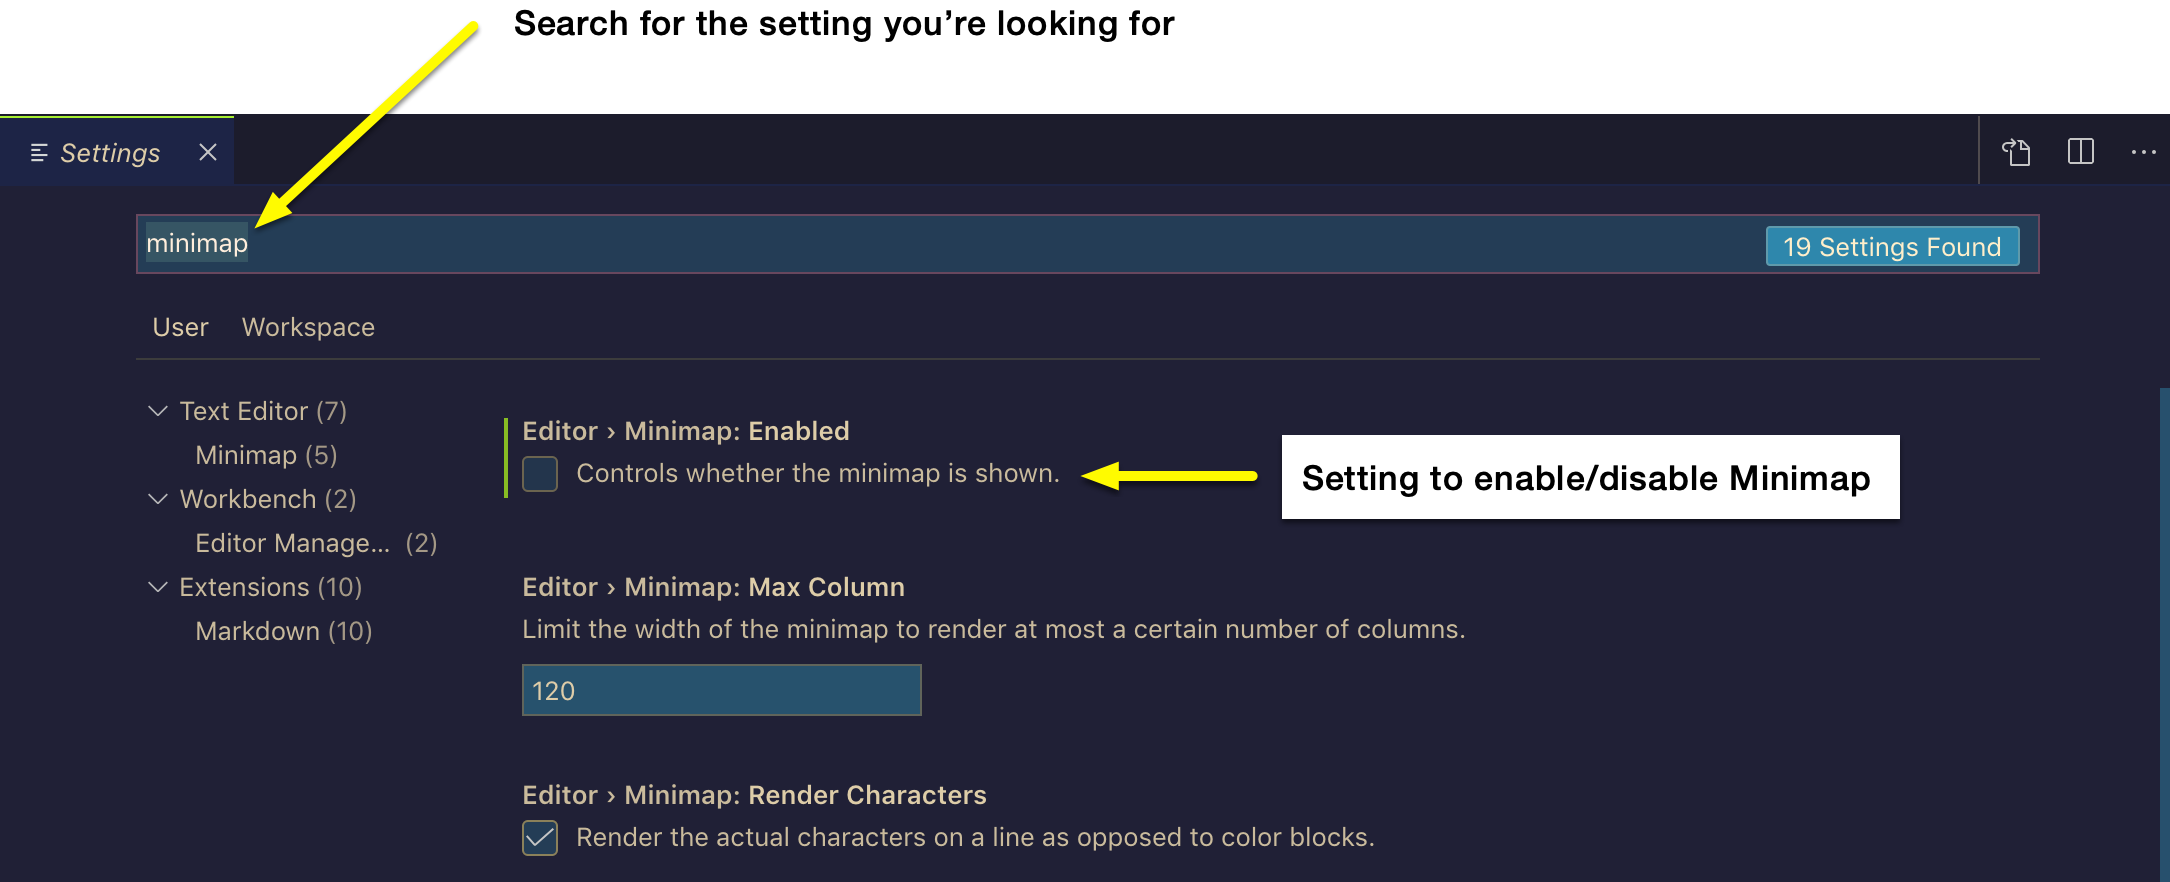 Search for the setting you’re looking for
Settings
minimap
19 Settings Found
User Workspace
Text Editor (7)
Minimap (5)
Workbench (2)
Editor Manage... (2)
Extensions (10)
Markdown (10)
Editor › Minimap: Enabled
Controls whether the minimap is shown.
Setting to enable/disable Minimap
Editor › Minimap: Max Column
Limit the width of the minimap to render at most a certain number of columns.
120
Editor › Minimap: Render Characters
Render the actual characters on a line as opposed to color blocks.